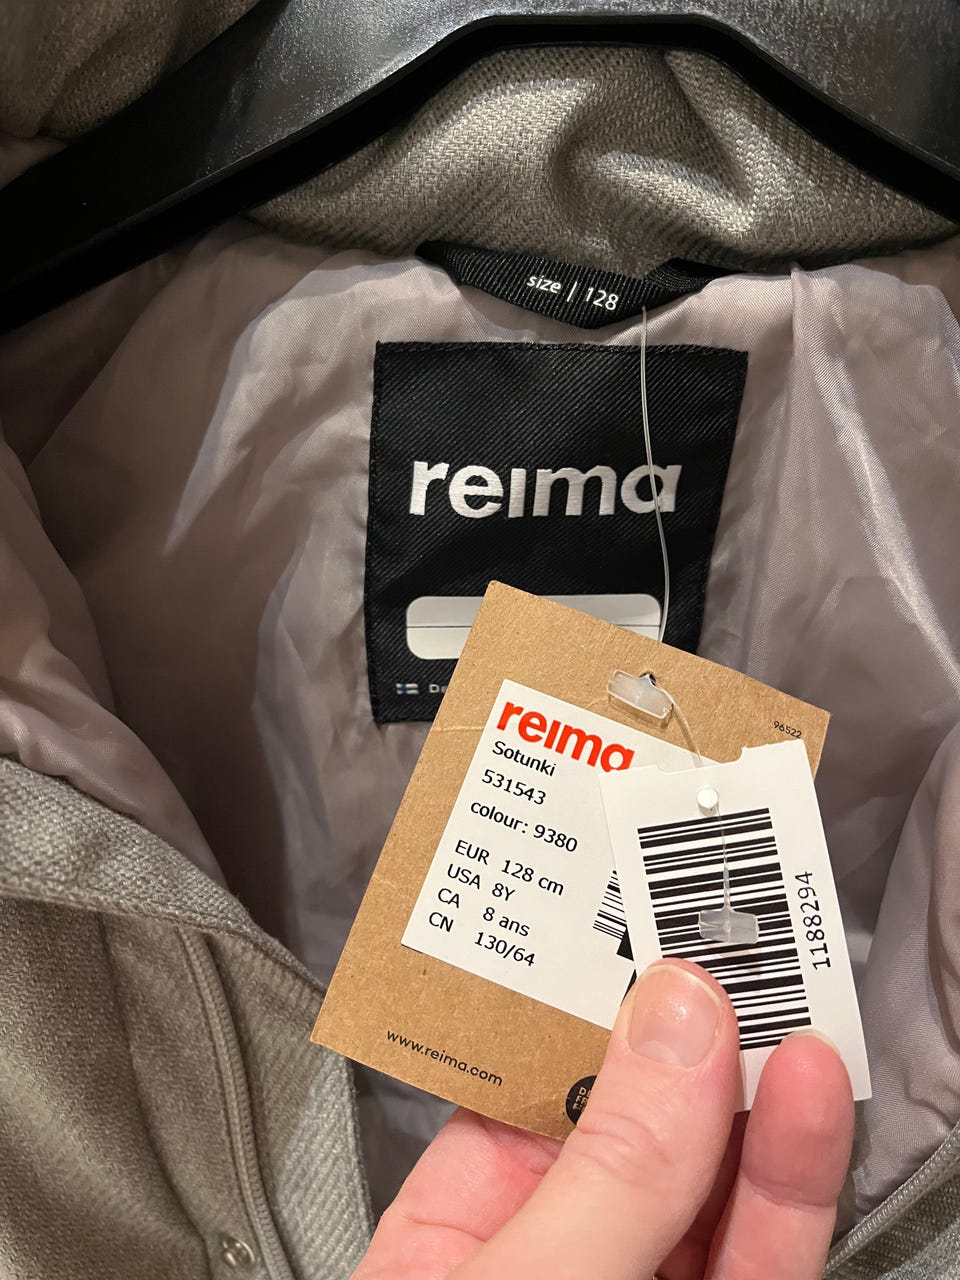 size | 128
reima
96522
reima
Sotunki
531543
colour: 9380
EUR 128 cm
USA 8Y
CA 8 ans
CN 130/64
1188294
www.reima.com